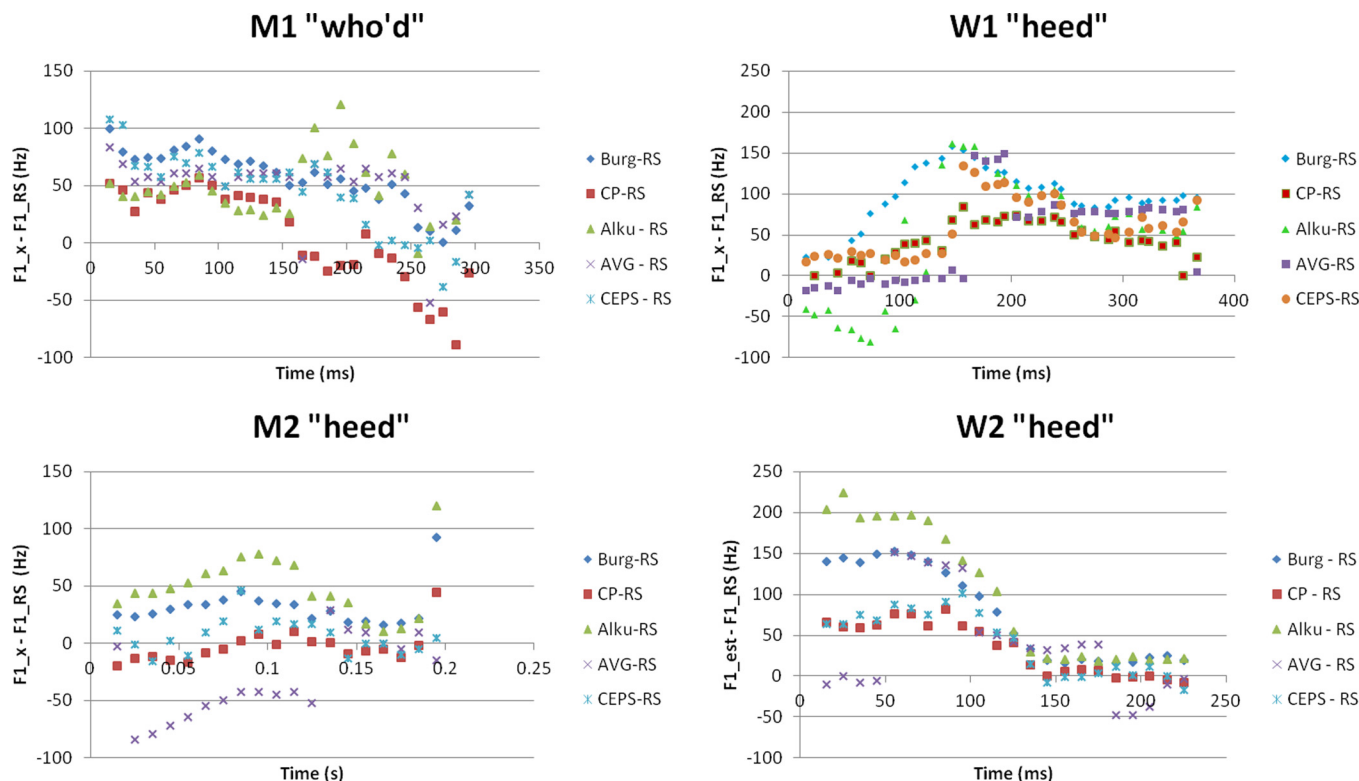 M1 "who'd"
150
100
50
0
-50
-100
0 50 100 150 200 250 300 350
F1_x - F1_RS (Hz)
Time (ms)
Burg-RS
CP-RS
Alku - RS
AVG - RS
CEPS - RS
W1 "heed"
250
200
150
100
50
0
-50
-100
0 100 200 300 400
F1_x - F1_RS (Hz)
Time (ms)
Burg-RS
CP-RS
Alku-RS
AVG-RS
CEPS-RS
M2 "heed"
150
100
50
0
-50
-100
0 0.05 0.1 0.15 0.2 0.25
F1_x - F1_RS (Hz)
Time (s)
Burg-RS
CP-RS
Alku-RS
AVG-RS
CEPS-RS
W2 "heed"
250
200
150
100
50
0
-50
-100
0 50 100 150 200 250
F1_est- F1_RS (Hz)
Time (ms)
Burg - RS
CP - RS
Alku - RS
AVG - RS
CEPS - RS